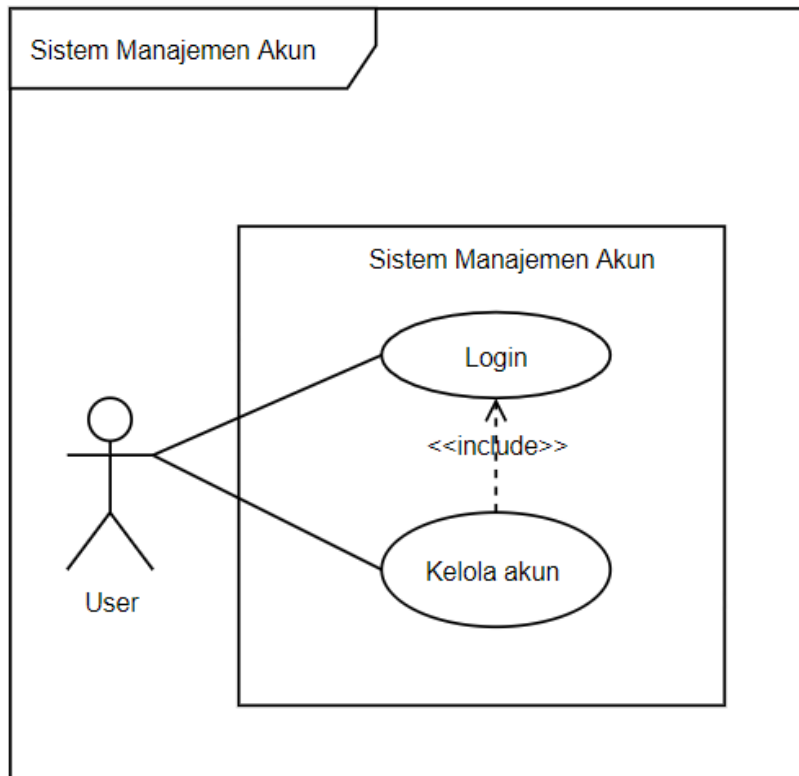 Sistem Manajemen Akun
Sistem Manajemen Akun
Login
<<include>>
Kelola akun
User